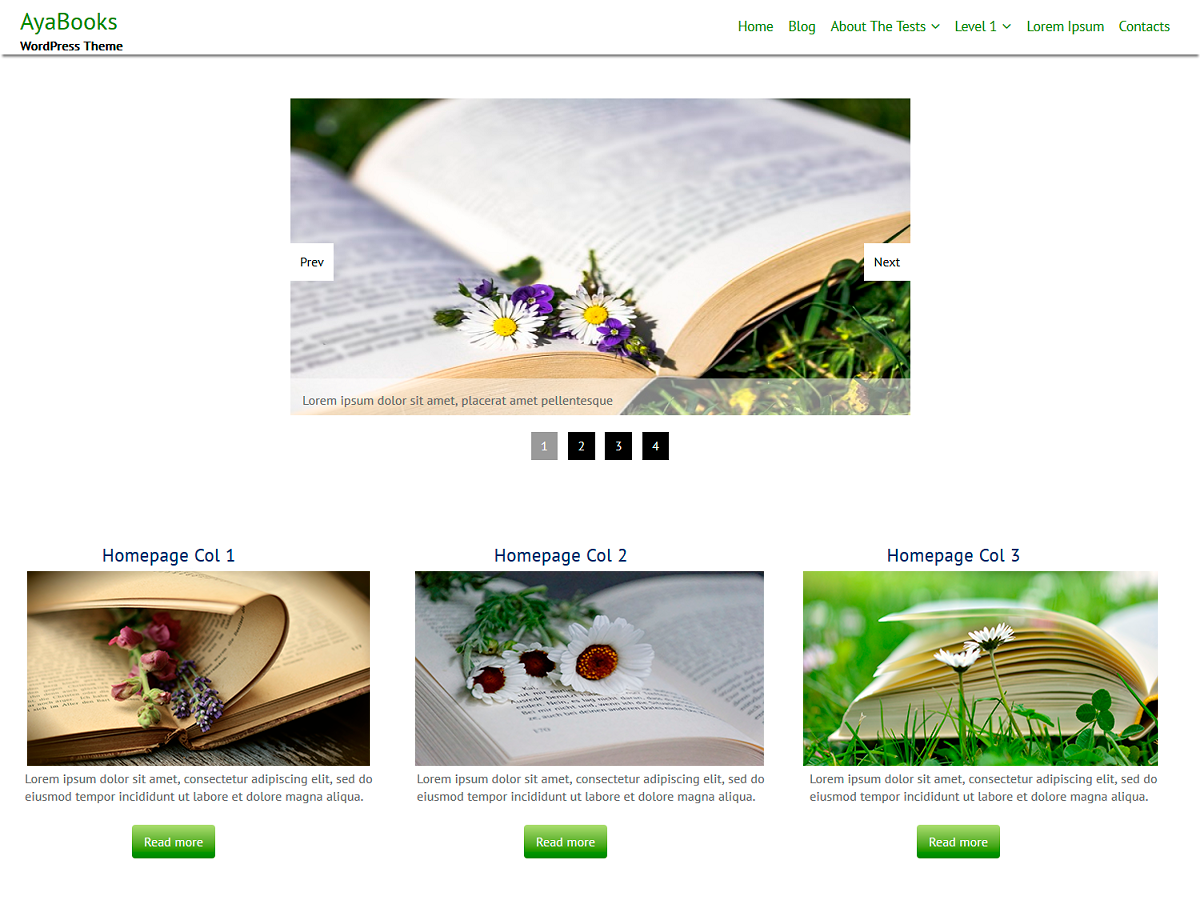 AyaBooks
WordPress Theme
Home Blog About The Tests Level 1 Lorem Ipsum Contacts
Prev
Next
Lorem ipsum dolor sit amet, placerat amet pellentesque
1 2 3 4
Homepage Col 1
Lorem ipsum dolor sit amet, consectetur adipiscing elit, sed do
eiusmod tempor incididunt ut labore et dolore magna aliqua.
Read more
Homepage Col 2
170
Lorem ipsum dolor sit amet, consectetur adipiscing elit, sed do
eiusmod tempor incididunt ut labore et dolore magna aliqua.
Read more
Homepage Col 3
Lorem ipsum dolor sit amet, consectetur adipiscing elit, sed do
eiusmod tempor incididunt ut labore et dolore magna aliqua.
Read more